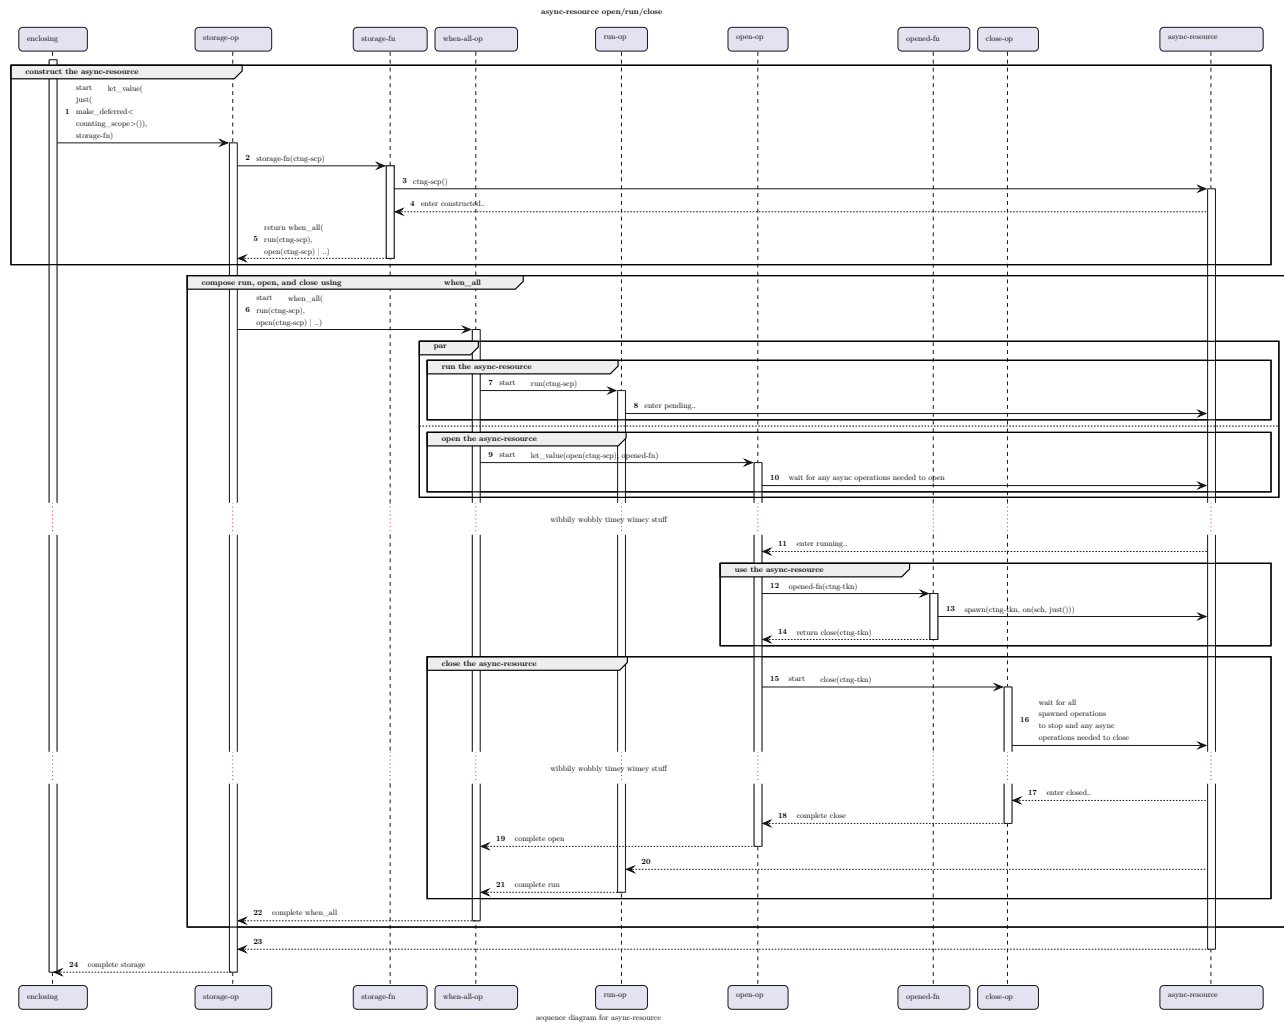 async-resource open/run/close
enclosing
storage-op
storage-fn
when-all-op
run-op
open-op
opened-fn
close-op
async-resource
construct the async-resource
start let_value(
just(
1 make_deferred<
counting_scope>()),
storage-fn)
2 storage-fn(ctng-scp)
3 ctng-scp()
4 enter constructed..
return when_all(
5 run(ctng-scp),
open(ctng-scp) | ..)
compose run, open, and close using when_all
start when_all(
6 run(ctng-scp),
open(ctng-scp) | ..)
par
run the async-resource
7 start run(ctng-scp)
8 enter pending..
open the async-resource
9 start let_value(open(ctng-scp), opened-fn)
10 wait for any async operations needed to open
wibbily wobbly timey wimey stuff
11 enter running..
use the async-resource
12 opened-fn(ctng-tkn)
13 spawn(ctng-tkn, on(sch, just()))
14 return close(ctng-tkn)
close the async-resource
15 start close(ctng-tkn)
wait for all
spawned operations
16 to stop and any async
operations needed to close
wibbily wobbly timey wimey stuff
17 enter closed..
18 complete close
19 complete open
20
21 complete run
22 complete when_all
23
24 complete storage
enclosing
storage-op
storage-fn
when-all-op
run-op
open-op
opened-fn
close-op
async-resource
sequence diagram for async-resource